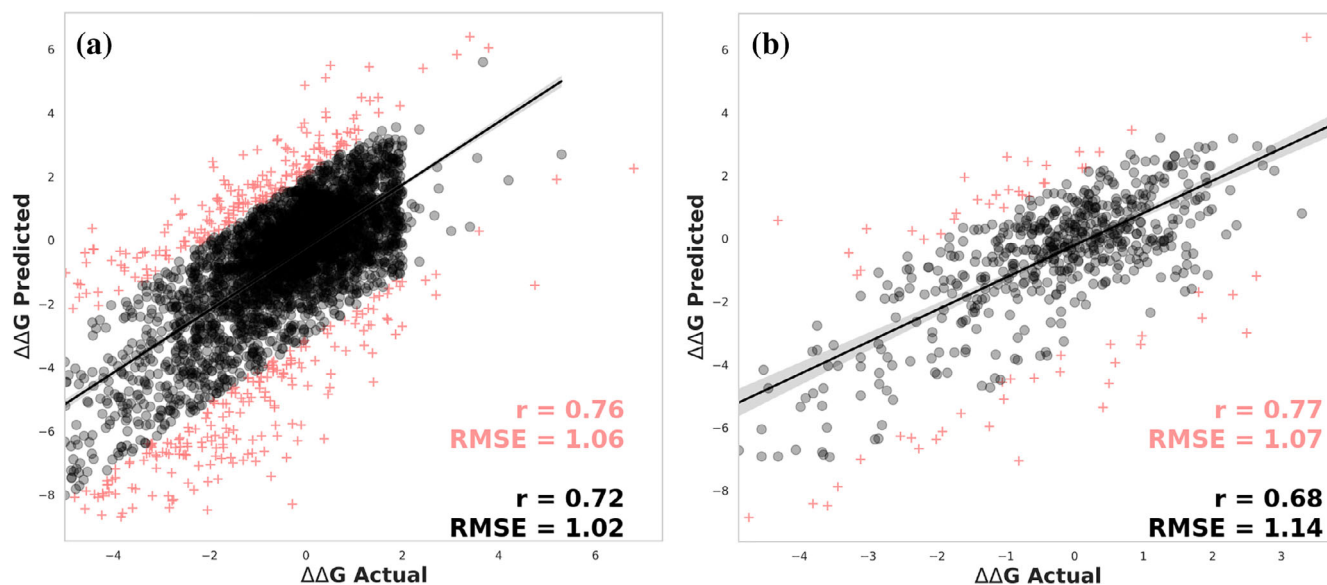 (a)
6
4
2
0
−2
−4
−6
−8
ΔΔG Predicted
r = 0.76
RMSE = 1.06
r = 0.72
RMSE = 1.02
−4 −2 0 2 4 6
ΔΔG Actual
(b)
6
4
2
0
−2
−4
−6
−8
ΔΔG Predicted
r = 0.77
RMSE = 1.07
r = 0.68
RMSE = 1.14
−4 −3 −2 −1 0 1 2 3
ΔΔG Actual